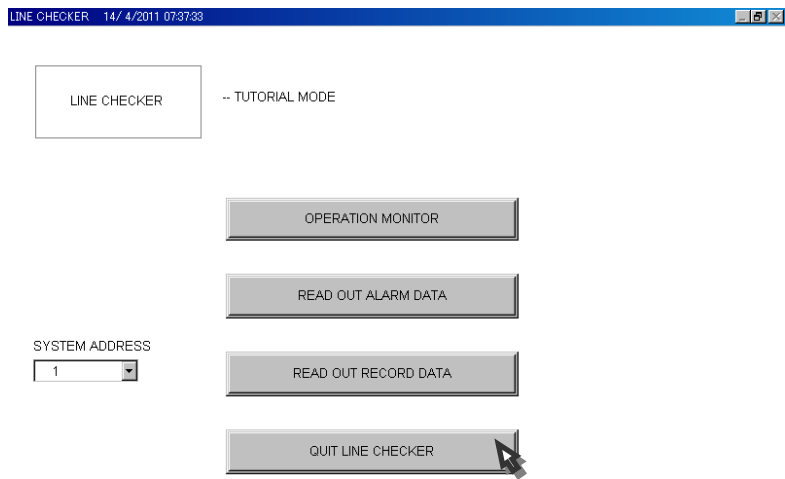 LINE CHECKER 14/ 4/2011 07:37:33
LINE CHECKER
-- TUTORIAL MODE
OPERATION MONITOR
READ OUT ALARM DATA
SYSTEM ADDRESS
1
READ OUT RECORD DATA
QUIT LINE CHECKER